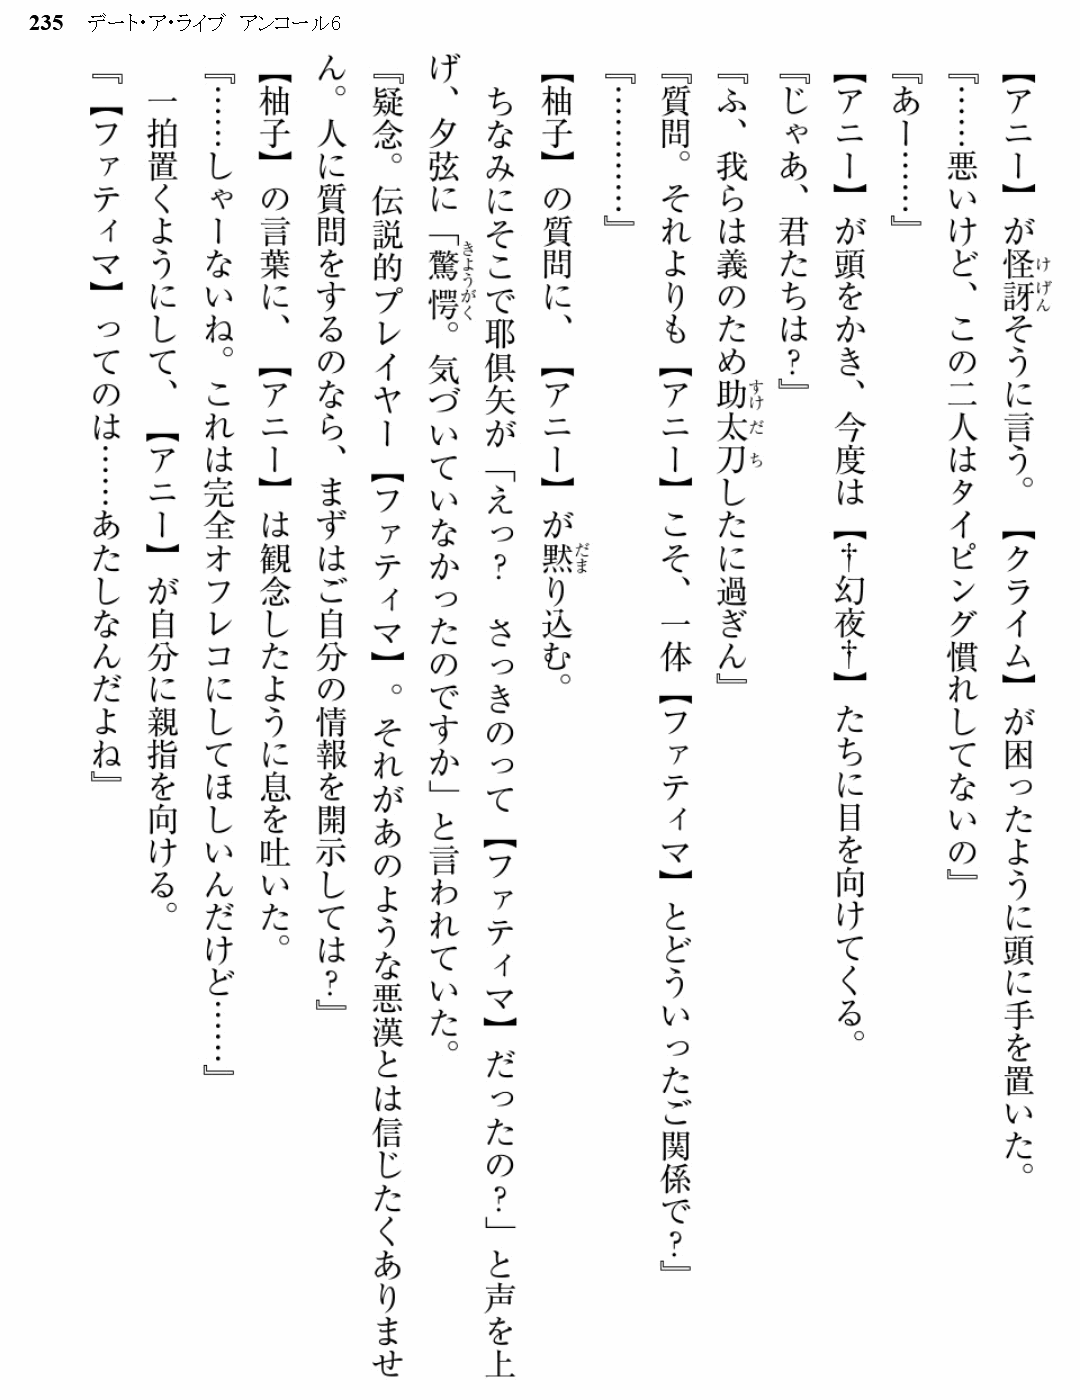 235 デート・ア・ライブ アンコール6
【アニー】が怪訝そうに言う。【クライム】が困ったように頭に手を置いた。
『……悪いけど、この二人はタイピング慣れしてないの』
『あー……』
【アニー】が頭をかき、今度は【†幻夜†】たちに目を向けてくる。
『じゃあ、君たちは？』
『ふ、我らは義のため助太刀したに過ぎん』
『質問。それよりも【アニー】こそ、一体【ファティマ】とどういったご関係で？』
『…………』
【柚子】の質問に、【アニー】が黙り込む。
ちなみにそこで耶倶矢が「えっ？　さっきのって【ファティマ】だったの？」と声を上
げ、夕弦に「驚愕。気づいていなかったのですか」と言われていた。
『疑念。伝説的プレイヤー【ファティマ】。それがあのような悪漢とは信じたくありませ
ん。人に質問をするのなら、まずはご自分の情報を開示しては？』
【柚子】の言葉に、【アニー】は観念したように息を吐いた。
『……しゃーないね。これは完全オフレコにしてほしいんだけど……』
一拍置くようにして、【アニー】が自分に親指を向ける。
『【ファティマ】ってのは……あたしなんだよね』